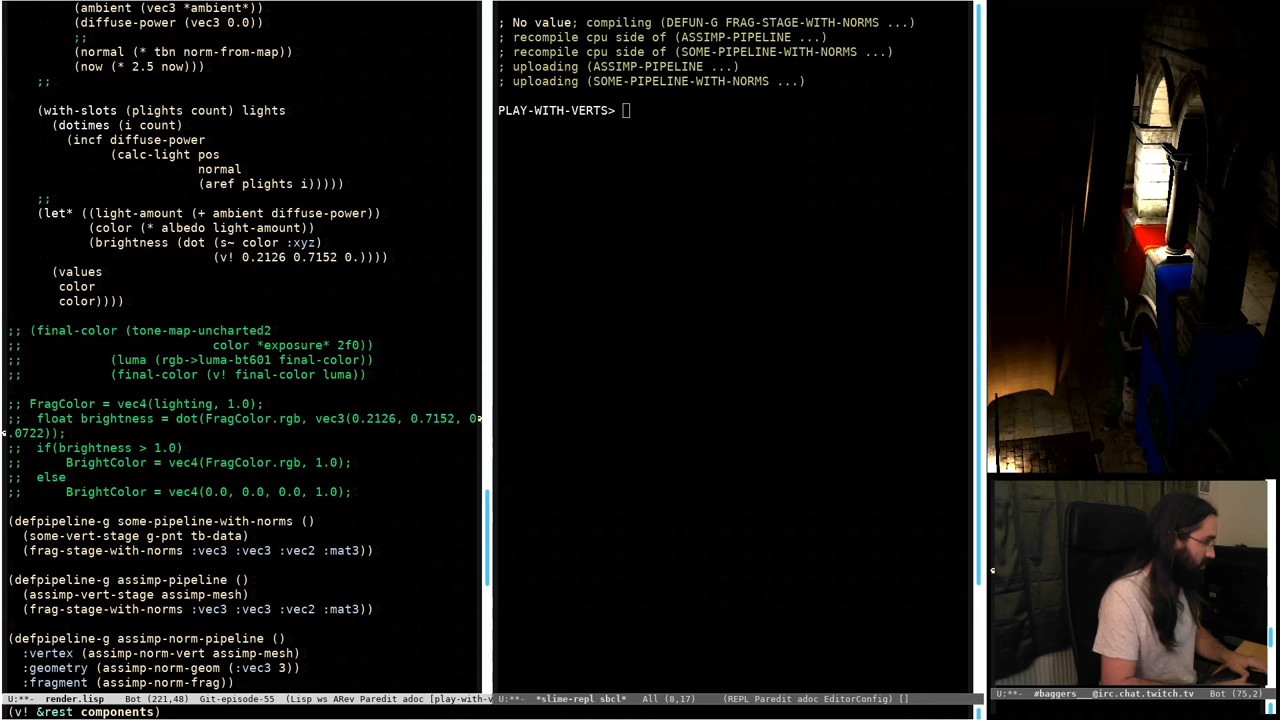 (ambient (vec3 *ambient*))
(diffuse-power (vec3 0.0))
;;
(normal (* tbn norm-from-map))
(now (* 2.5 now)))
;;
(with-slots (plights count) lights
(dotimes (i count)
(incf diffuse-power
(calc-light pos
normal
(aref plights i)))))
;;
(let* ((light-amount (+ ambient diffuse-power))
(color (* albedo light-amount))
(brightness (dot (s~ color :xyz)
(v! 0.2126 0.7152 0.))))
(values
color
color))))
;; (final-color (tone-map-uncharted2
;; color *exposure* 2f0))
;; (luma (rgb->luma-bt601 final-color))
;; (final-color (v! final-color luma))
;; FragColor = vec4(lighting, 1.0);
;; float brightness = dot(FragColor.rgb, vec3(0.2126, 0.7152, 0
.0722));
;; if(brightness > 1.0)
;; BrightColor = vec4(FragColor.rgb, 1.0);
;; else
;; BrightColor = vec4(0.0, 0.0, 0.0, 1.0);
(defpipeline-g some-pipeline-with-norms ()
(some-vert-stage g-pnt tb-data)
(frag-stage-with-norms :vec3 :vec3 :vec2 :mat3))
(defpipeline-g assimp-pipeline ()
(assimp-vert-stage assimp-mesh)
(frag-stage-with-norms :vec3 :vec3 :vec2 :mat3))
(defpipeline-g assimp-norm-pipeline ()
:vertex (assimp-norm-vert assimp-mesh)
:geometry (assimp-norm-geom (:vec3 3))
:fragment (assimp-norm-frag))
U:**- render.lisp Bot (221,48) Git-episode-55 (Lisp ws ARev Paredit adoc [play-with-v
(v! &rest components)
; No value; compiling (DEFUN-G FRAG-STAGE-WITH-NORMS ...)
; recompile cpu side of (ASSIMP-PIPELINE ...)
; recompile cpu side of (SOME-PIPELINE-WITH-NORMS ...)
; uploading (ASSIMP-PIPELINE ...)
; uploading (SOME-PIPELINE-WITH-NORMS ...)
PLAY-WITH-VERTS>
U:**- *slime-repl sbcl* All (8,17) (REPL Paredit adoc EditorConfig) []
U:**- #baggers___@irc.chat.twitch.tv Bot (75,2)